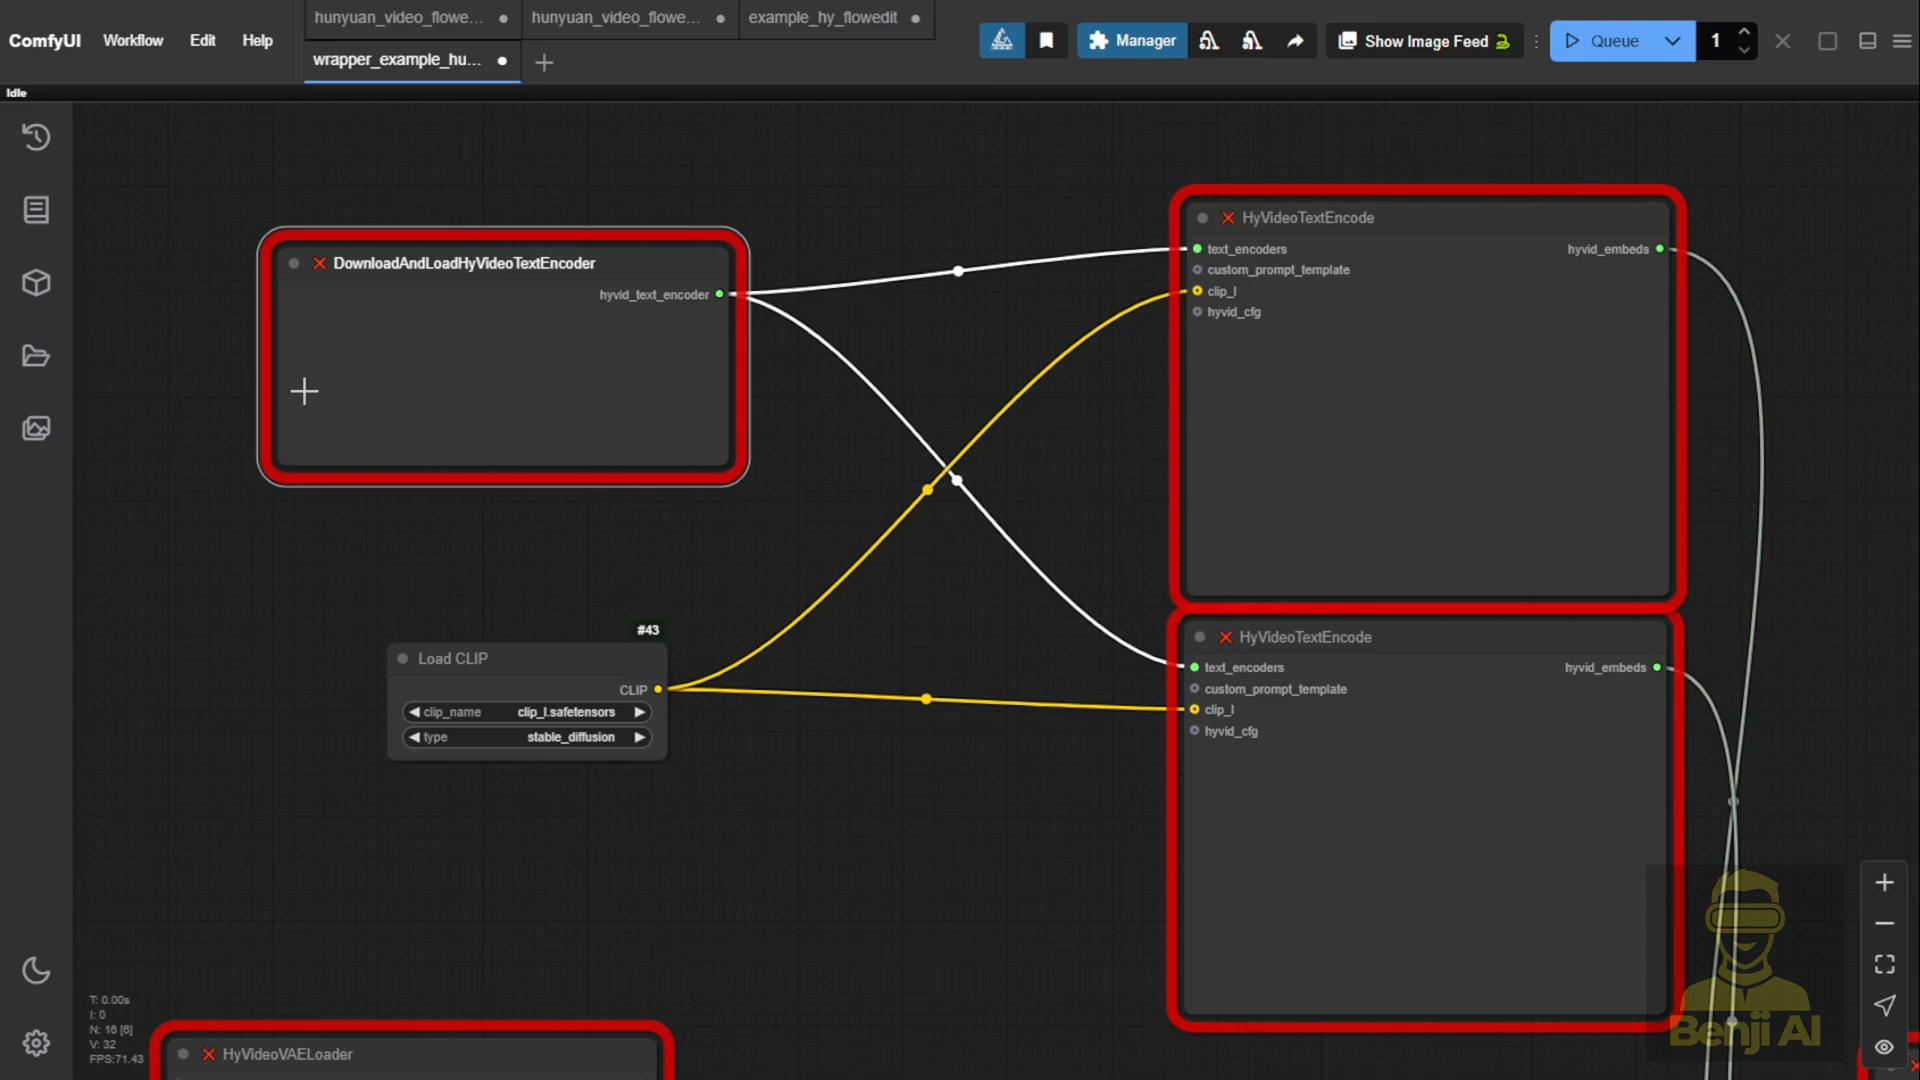 ComfyUI
Workflow
Edit
Help
hunyuan_video_flowe...
hunyuan_video_flowe...
example_hy_flowedit
wrapper_example_hu...
Manager
Show Image Feed
Queue
1
Idle
DownloadAndLoadHyVideoTextEncoder
hyvid_text_encoder
HyVideoTextEncode
text_encoders
hyvid_embeds
custom_prompt_template
clip_l
hyvid_cfg
#43
Load CLIP
CLIP
clip_name clip_l.safetensors
type stable_diffusion
HyVideoTextEncode
text_encoders
hyvid_embeds
custom_prompt_template
clip_l
hyvid_cfg
T: 0.00s
I: 0
N: 16 [6]
V: 32
FPS:71.43
HyVideoVAELoader
Benji AI